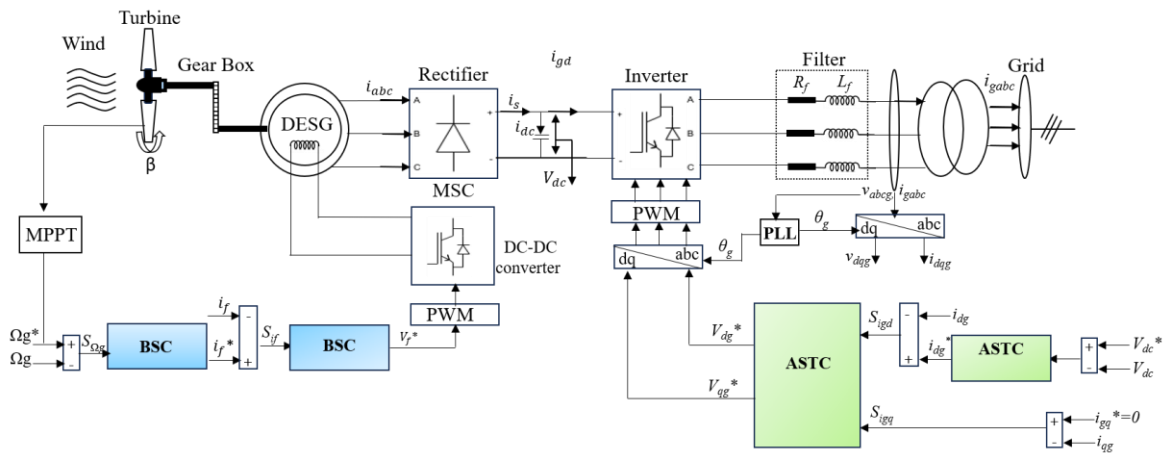 Turbine
Wind
Gear Box
i_abc
DESG
β
Rectifier
A
B
C
+
-
MSC
i_s
i_dc
V_dc
i_gd
Inverter
+
-
A
B
C
Filter
R_f
L_f
i_gabc
Grid
v_abcg, i_gabc
MPPT
DC-DC
converter
PWM
PWM
dq
abc
θ_g
PLL
θ_g
dq
abc
v_dqg
i_dqg
Ωg*
Ωg
+
-
S_Ωg
BSC
i_f
i_f*
-
+
S_if
BSC
V_f*
V_dg*
V_qg*
ASTC
S_igd
S_igq
-
+
i_dg
i_dg*
ASTC
+
-
V_dc*
V_dc
+
-
i_gq*=0
i_qg